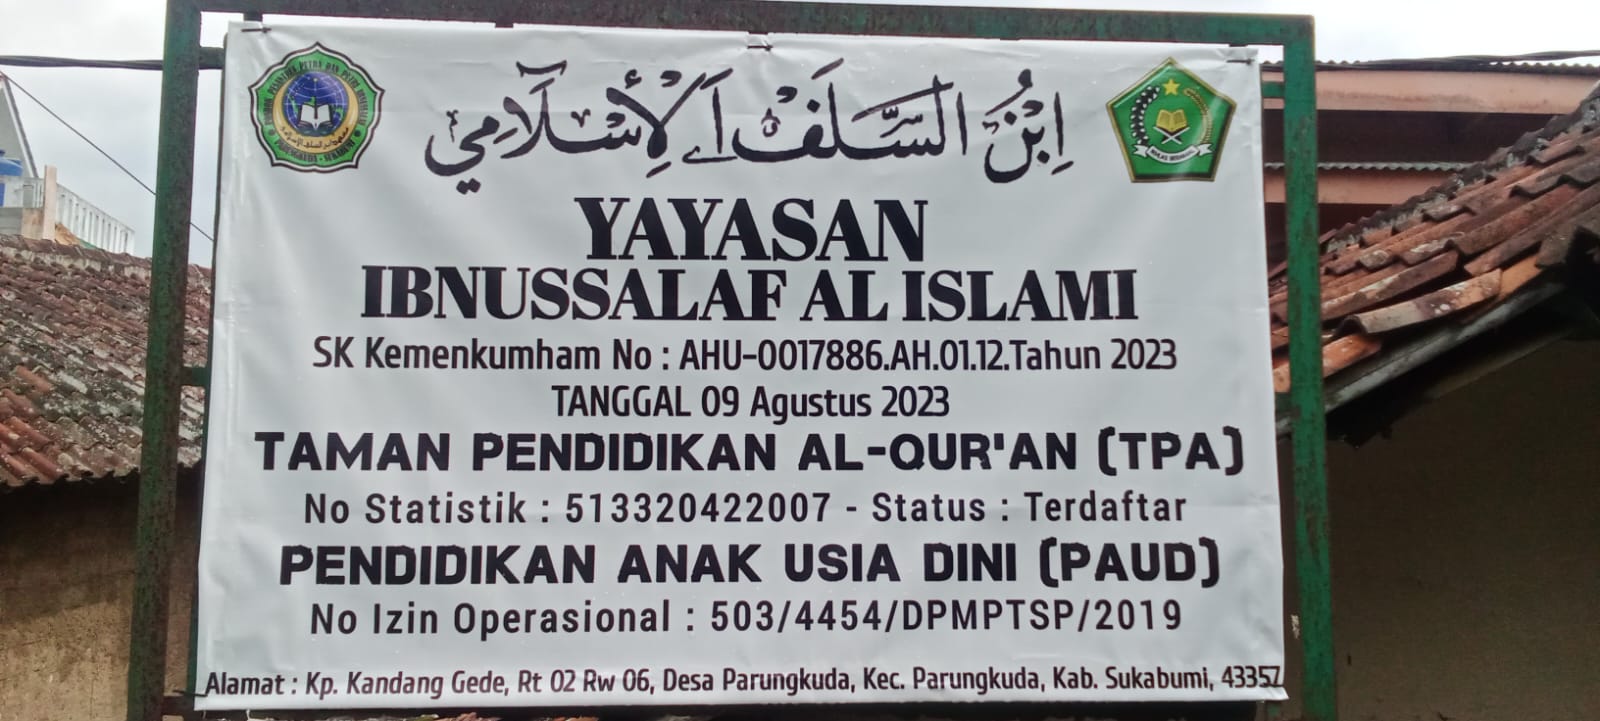 ابن السلف الإسلامي
YAYASAN
IBNUSSALAF AL ISLAMI
SK Kemenkumham No : AHU-0017886.AH.01.12.Tahun 2023
TANGGAL 09 Agustus 2023
TAMAN PENDIDIKAN AL-QUR'AN (TPA)
No Statistik : 513320422007 - Status : Terdaftar
PENDIDIKAN ANAK USIA DINI (PAUD)
No Izin Operasional : 503/4454/DPMPTSP/2019
Alamat : Kp. Kandang Gede, Rt 02 Rw 06, Desa Parungkuda, Kec. Parungkuda, Kab. Sukabumi, 43357